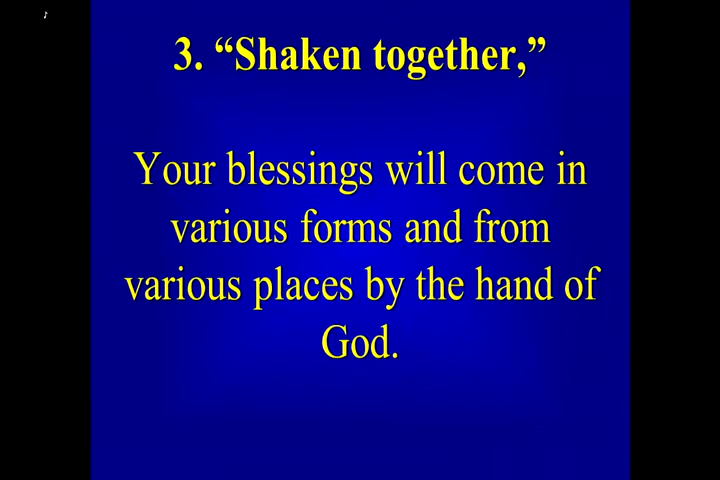 3. “Shaken together,”
Your blessings will come in
various forms and from
various places by the hand of
God.